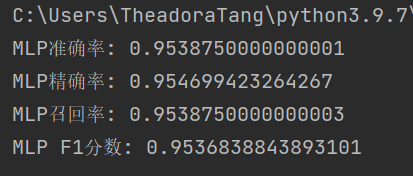 C:\Users\TheadoraTang\python3.9.7\
MLP准确率: 0.9538750000000001
MLP精确率: 0.954699423264267
MLP召回率: 0.9538750000000003
MLP F1分数: 0.9536838843893101